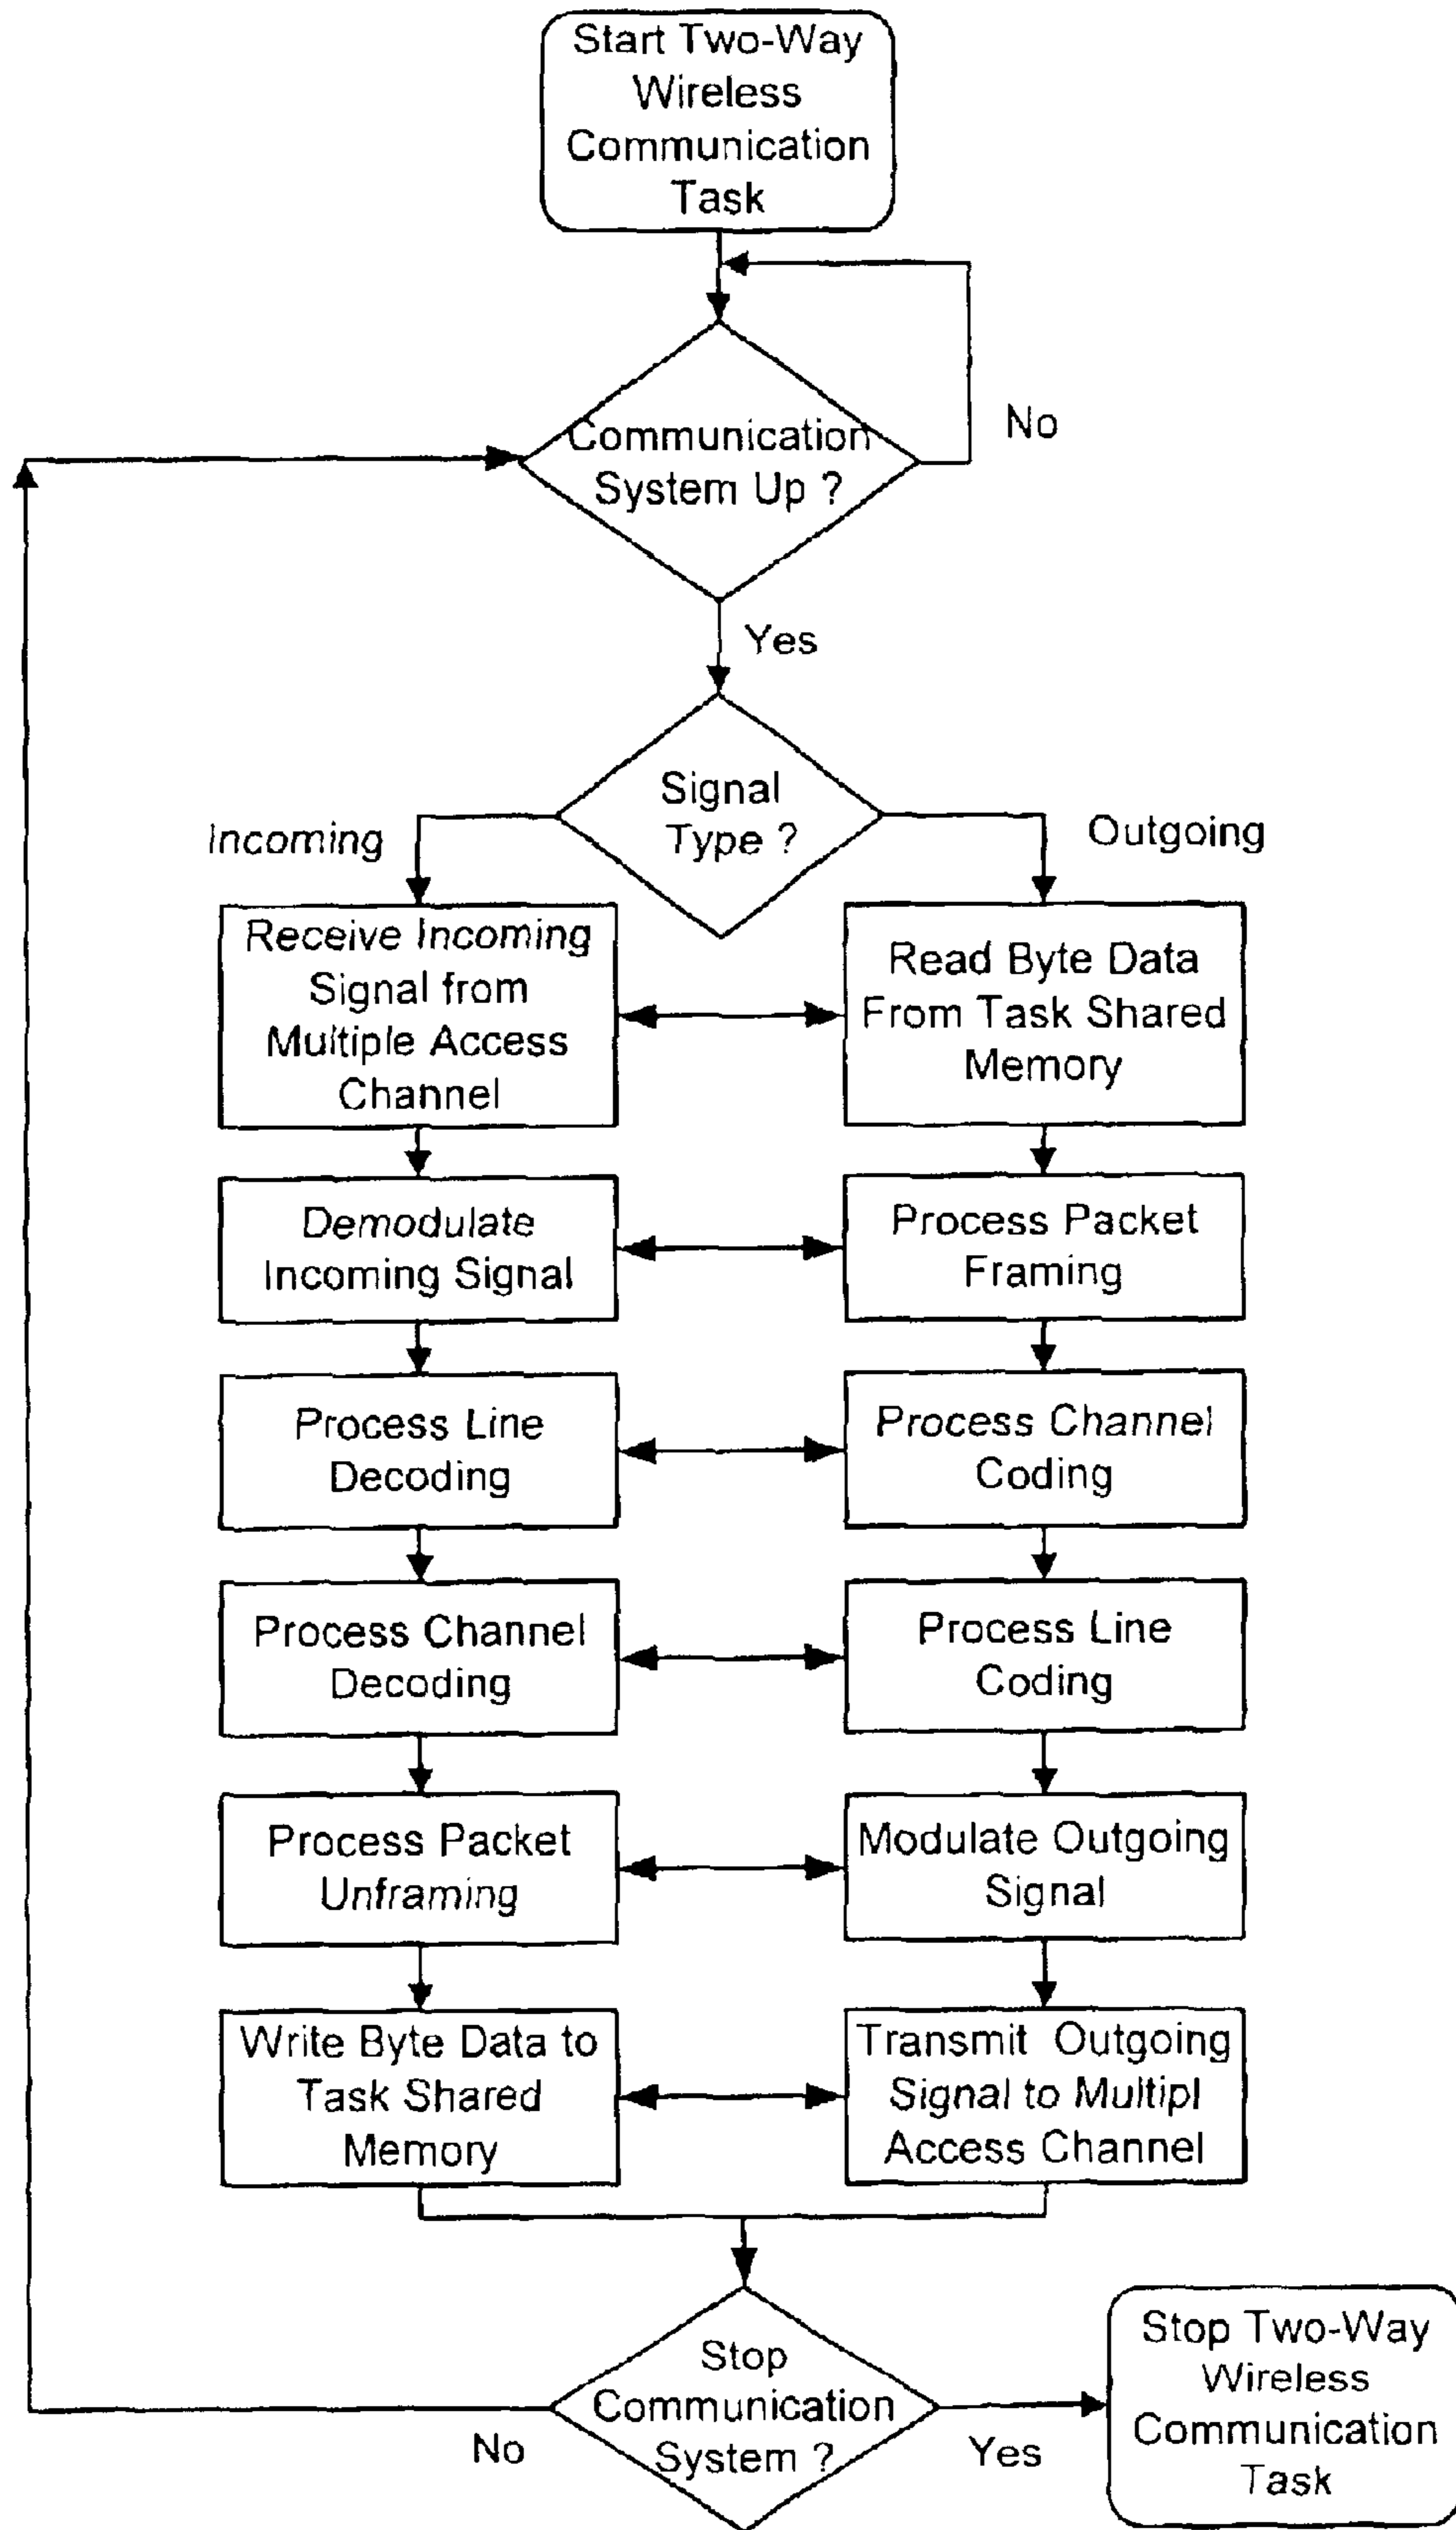 Start Two-Way
Wireless
Communication
Task
Communication
System Up ?
No
Yes
Signal
Type ?
Incoming
Outgoing
Receive Incoming
Signal from
Multiple Access
Channel
Read Byte Data
From Task Shared
Memory
Demodulate
Incoming Signal
Process Packet
Framing
Process Line
Decoding
Process Channel
Coding
Process Channel
Decoding
Process Line
Coding
Process Packet
Unframing
Modulate Outgoing
Signal
Write Byte Data to
Task Shared
Memory
Transmit Outgoing
Signal to Multipl
Access Channel
Stop
Communication
System ?
No
Yes
Stop Two-Way
Wireless
Communication
Task